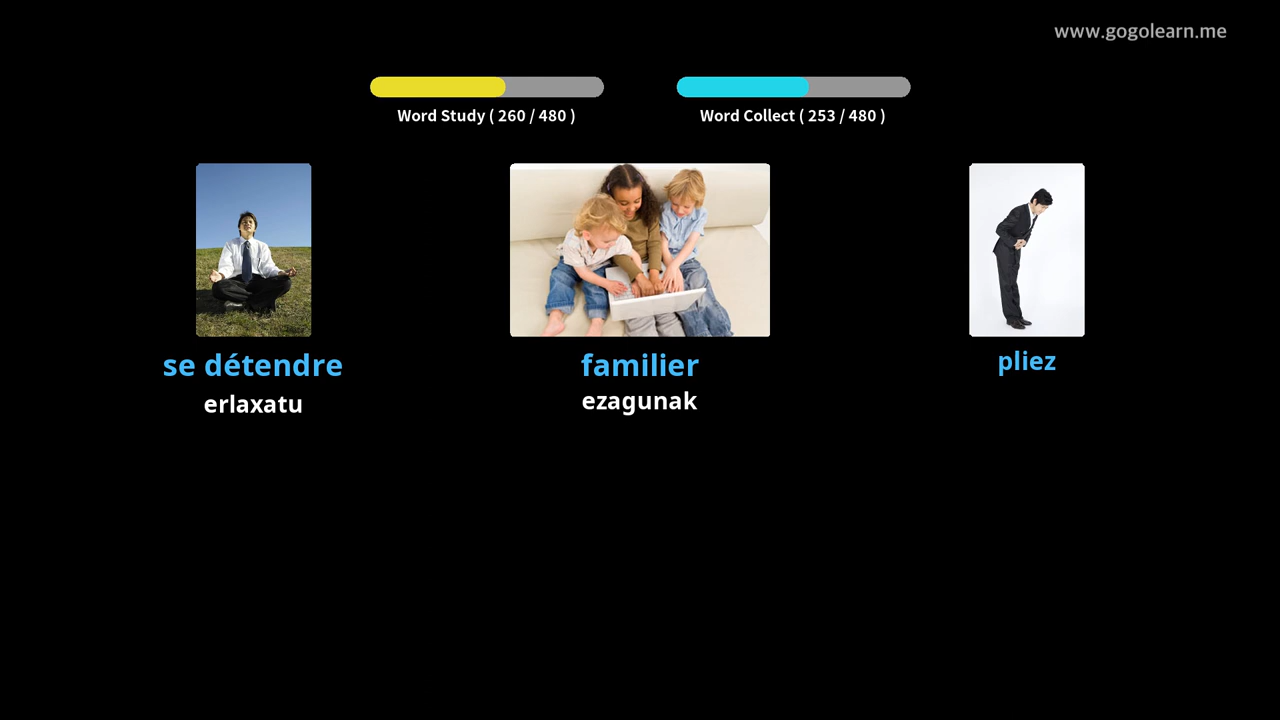 www.gogolearn.me
Word Study ( 260 / 480 )
Word Collect ( 253 / 480 )
se détendre
familier
pliez
erlaxatu
ezagunak